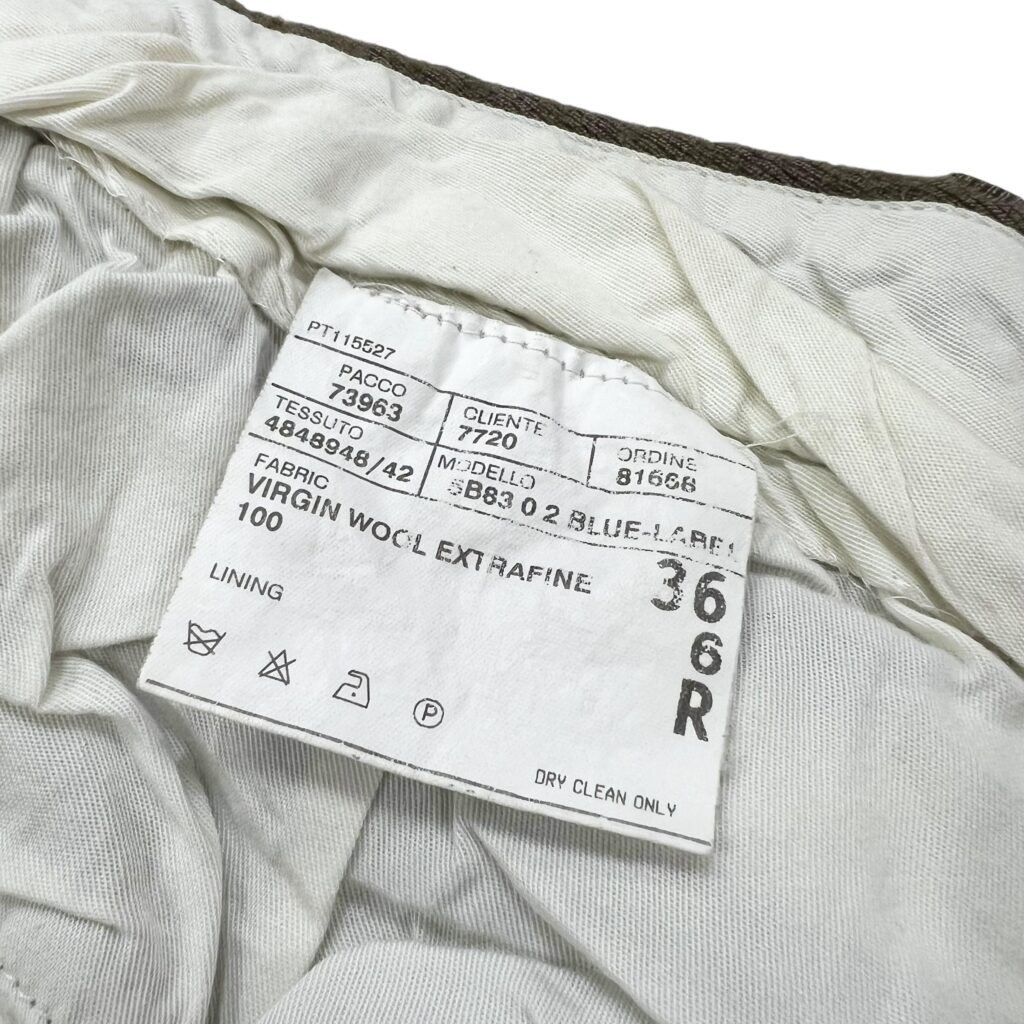 PT115527
PACCO
73963
CLIENTE
7720
ORDINE
81668
TESSUTO
4848948/42
MODELLO
5B83 0 2 BLUE-LABEL
FABRIC
VIRGIN WOOL EXTRAFINE
100
36
6
R
LINING
P
DRY CLEAN ONLY